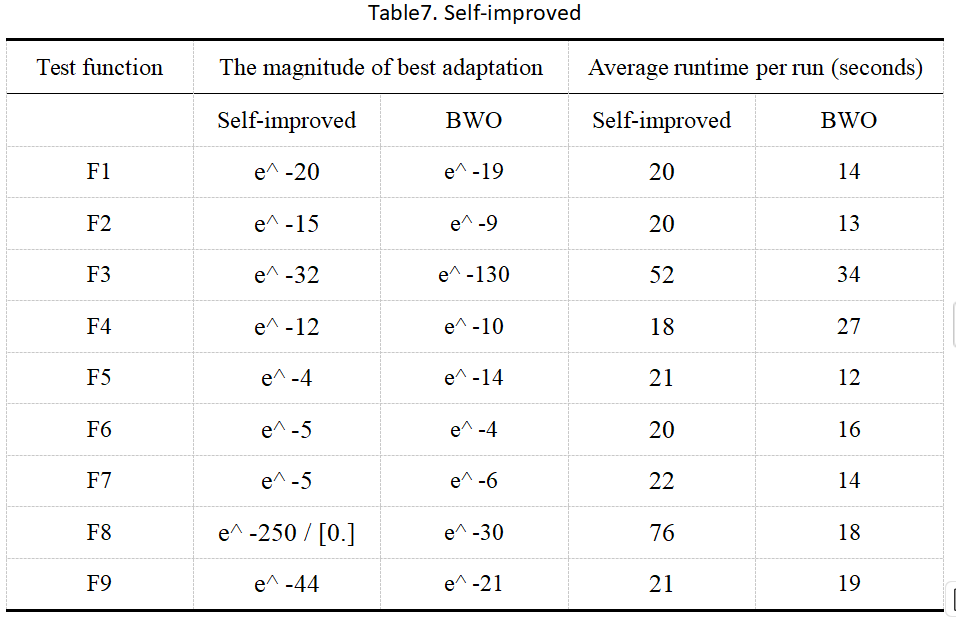 Table7. Self-improved
Test function The magnitude of best adaptation Average runtime per run (seconds)
Self-improved BWO Self-improved BWO
F1 e^ -20 e^ -19 20 14
F2 e^ -15 e^ -9 20 13
F3 e^ -32 e^ -130 52 34
F4 e^ -12 e^ -10 18 27
F5 e^ -4 e^ -14 21 12
F6 e^ -5 e^ -4 20 16
F7 e^ -5 e^ -6 22 14
F8 e^ -250 / [0.] e^ -30 76 18
F9 e^ -44 e^ -21 21 19